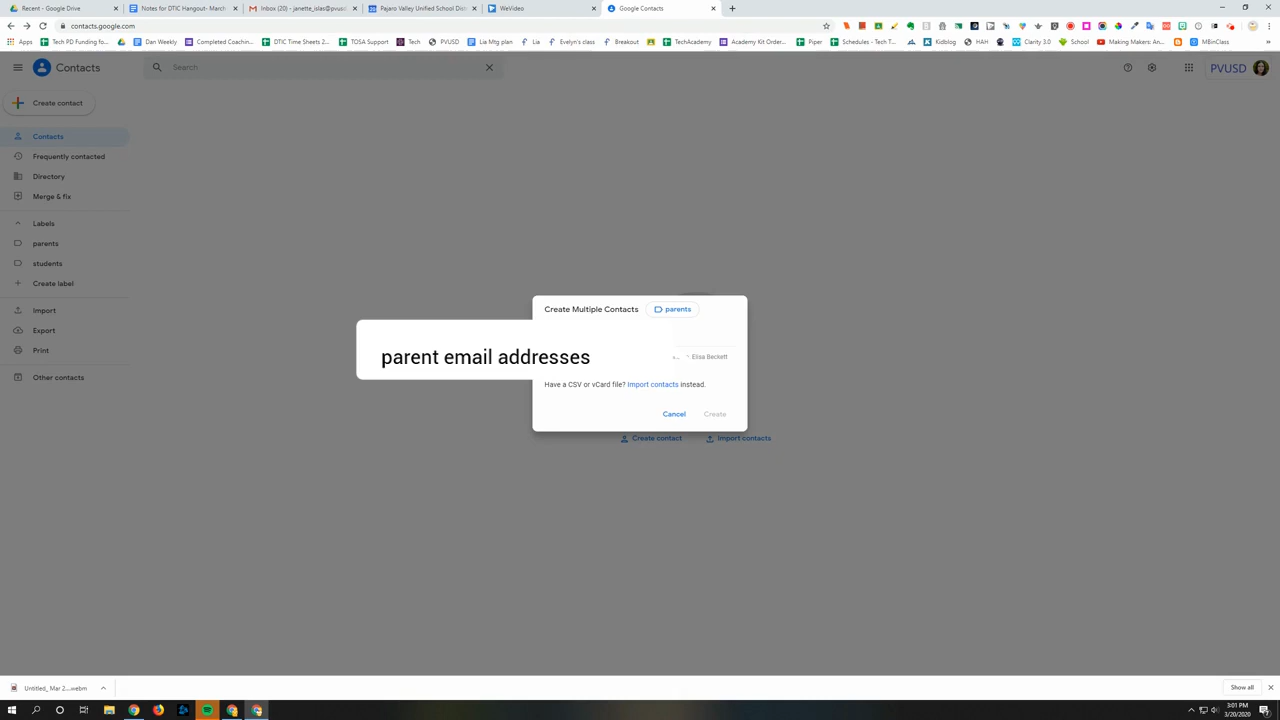 Recent - Google Drive
Notes for DTIC Hangout- March
Inbox (20) - janette_islas@pvusd
Pajaro Valley Unified School Dist
WeVideo
Google Contacts
contacts.google.com
Apps
Tech PD Funding fo...
Dan Weekly
Completed Coachin...
DTIC Time Sheets 2...
TOSA Support
Tech
PVUSD
Lia Mtg plan
Lia
Evelyn's class
Breakout
TechAcademy
Academy Kit Order...
Piper
Schedules - Tech T...
Kidblog
HAH
Clarity 3.0
School
Making Makers: An...
MBinClass
Contacts
Search
PVUSD
Create contact
Contacts
Frequently contacted
Directory
Merge & fix
Labels
parents
students
Create label
Import
Export
Print
Other contacts
Create Multiple Contacts
parents
parent email addresses
Elisa Beckett
Have a CSV or vCard file? Import contacts instead.
Cancel
Create
Create contact
Import contacts
Untitled_ Mar 2....webm
Show all
3:01 PM
3/20/2020